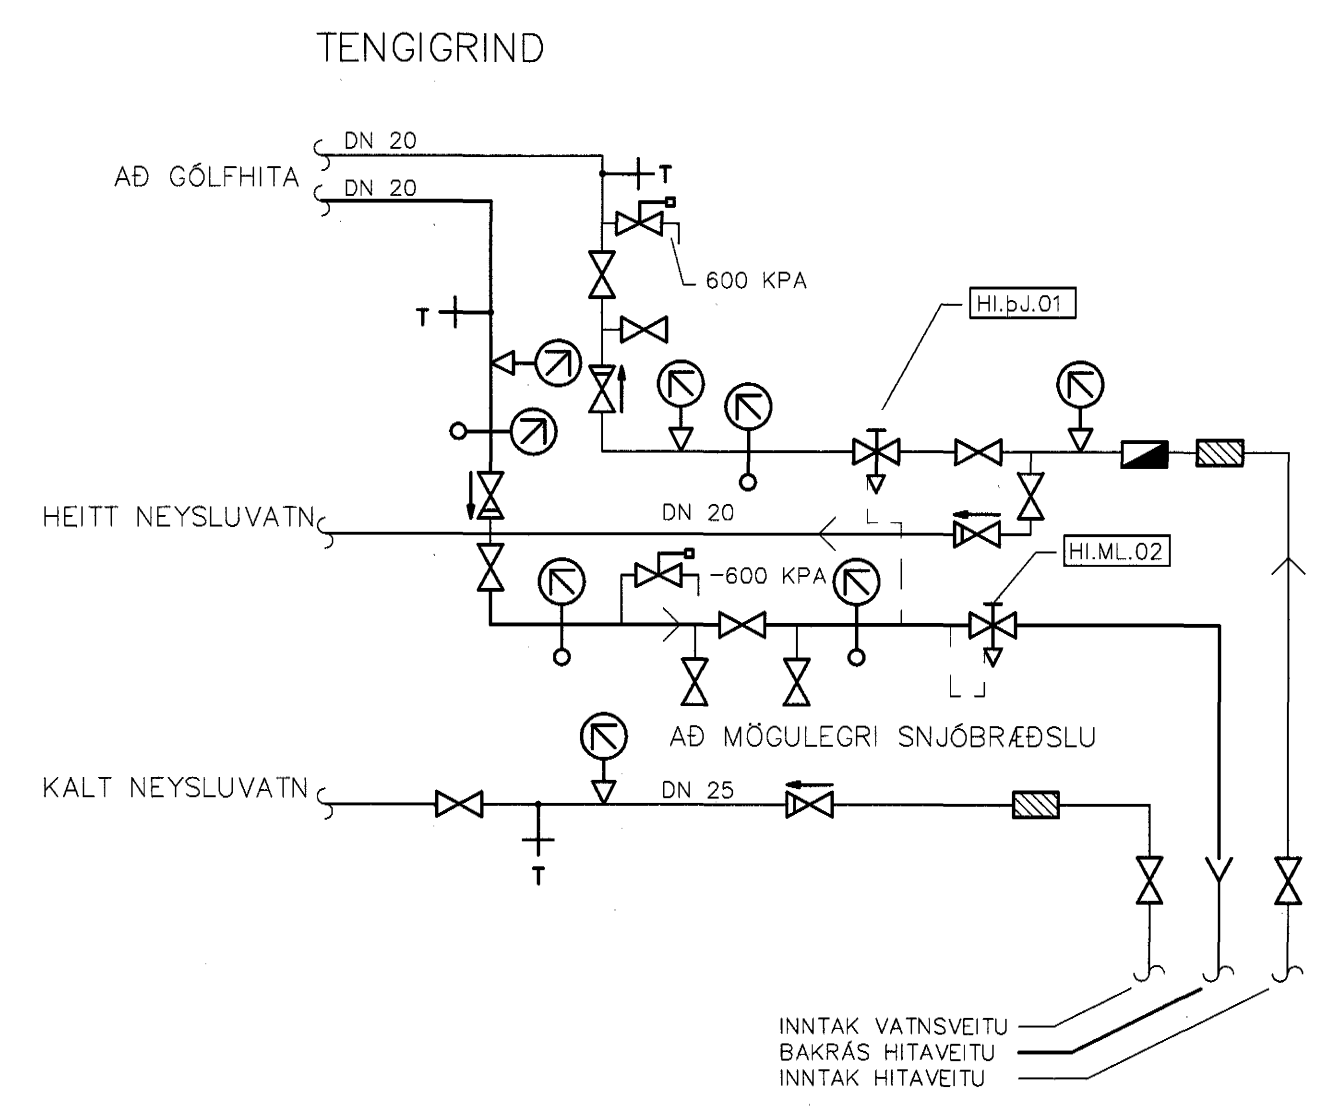 TENGIGRIND
DN 20
AÐ GÓLFHITA
DN 20
T
600 KPA
HI.þJ.01
T
HEITT NEYSLUVATN
DN 20
HI.ML.02
-600 KPA
AÐ MÖGULEGRI SNJÓBRÆÐSLU
KALT NEYSLUVATN
DN 25
T
INNTAK VATNSVEITU
BAKRÁS HITAVEITU
INNTAK HITAVEITU